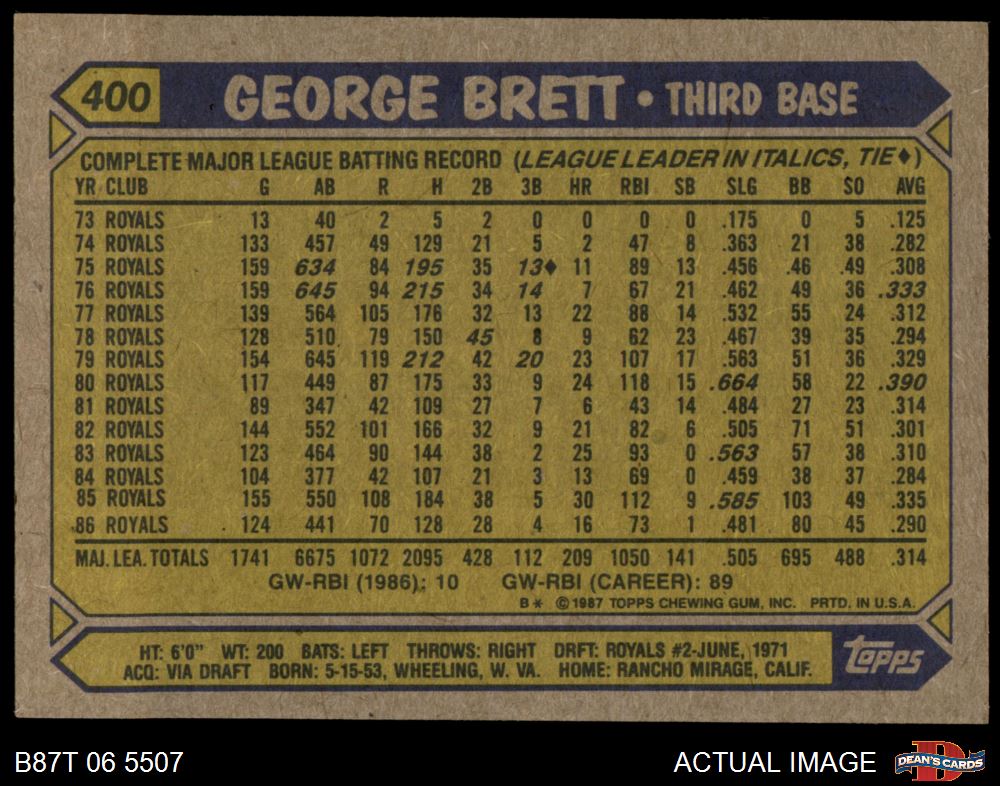 400 GEORGE BRETT • THIRD BASE
COMPLETE MAJOR LEAGUE BATTING RECORD (LEAGUE LEADER IN ITALICS, TIE♦)
YR CLUB G AB R H 2B 3B HR RBI SB SLG BB SO AVG
73 ROYALS 13 40 2 5 2 0 0 0 0 .175 0 5 .125
74 ROYALS 133 457 49 129 21 5 2 47 8 .363 21 38 .282
75 ROYALS 159 634 84 195 35 13♦ 11 89 13 .456 .46 .49 .308
76 ROYALS 159 645 94 215 34 14 7 67 21 .462 49 36 .333
77 ROYALS 139 564 105 176 32 13 22 88 14 .532 55 24 .312
78 ROYALS 128 510 79 150 45 8 9 62 23 .467 39 35 .294
79 ROYALS 154 645 119 212 42 20 23 107 17 .563 51 36 .329
80 ROYALS 117 449 87 175 33 9 24 118 15 .664 58 22 .390
81 ROYALS 89 347 42 109 27 7 6 43 14 .484 27 23 .314
82 ROYALS 144 552 101 166 32 9 21 82 6 .505 71 51 .301
83 ROYALS 123 464 90 144 38 2 25 93 0 .563 57 38 .310
84 ROYALS 104 377 42 107 21 3 13 69 0 .459 38 37 .284
85 ROYALS 155 550 108 184 38 5 30 112 9 .585 103 49 .335
86 ROYALS 124 441 70 128 28 4 16 73 1 .481 80 45 .290
MAJ. LEA. TOTALS 1741 6675 1072 2095 428 112 209 1050 141 .505 695 488 .314
GW-RBI (1986): 10 GW-RBI (CAREER): 89
B* ©1987 TOPPS CHEWING GUM, INC. PRTD. IN U.S.A.
HT: 6'0" WT: 200 BATS: LEFT THROWS: RIGHT DRFT: ROYALS #2-JUNE, 1971
ACQ: VIA DRAFT BORN: 5-15-53, WHEELING, W. VA. HOME: RANCHO MIRAGE, CALIF.
topps
B87T 06 5507 ACTUAL IMAGE
D DEAN'S CARDS